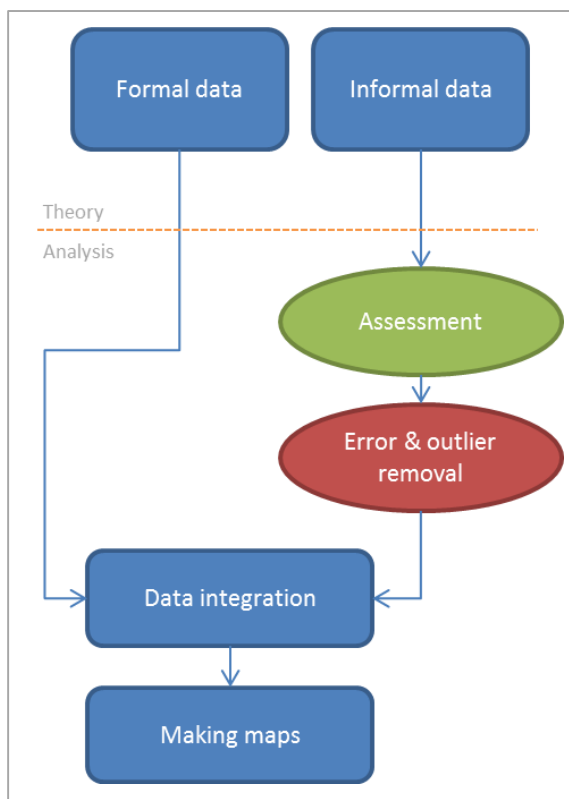 Formal data
Informal data
Theory
Analysis
Assessment
Error & outlier
removal
Data integration
Making maps